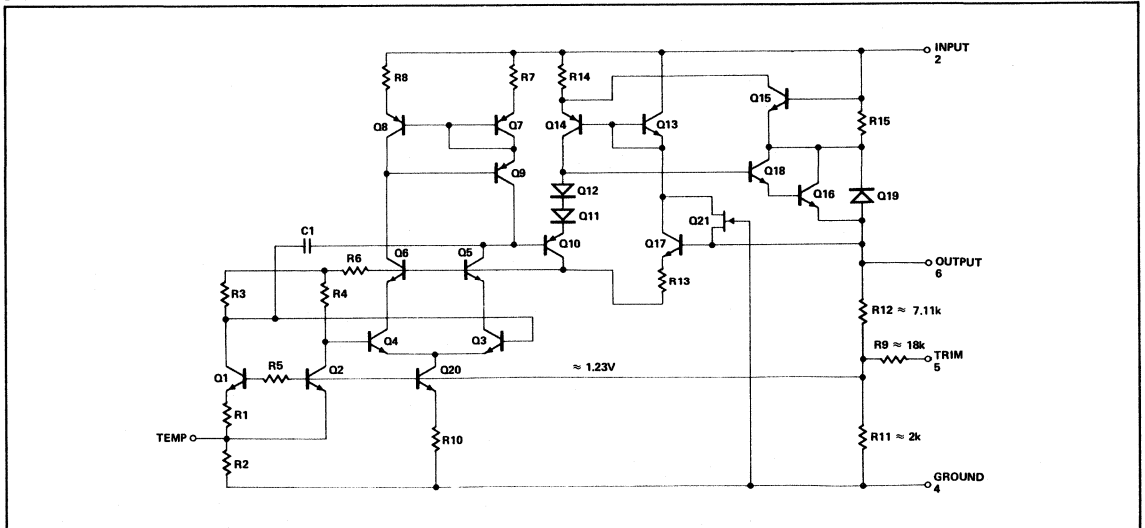 INPUT
2
R8
R7
R14
Q15
R15
Q8
Q7
Q14
Q13
Q9
Q18
Q16
Q19
Q12
Q11
Q21
C1
Q10
Q17
Q6
Q5
OUTPUT
6
R6
R3
R4
R13
R12 ≈ 7.11k
Q4
Q3
R9 ≈ 18k
TRIM
5
R5
≈ 1.23V
Q1
Q2
Q20
R1
TEMP
R10
R11 ≈ 2k
R2
GROUND
4